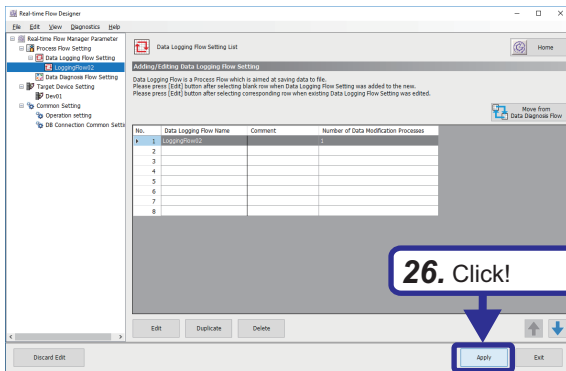 Real-time Flow Designer
File Edit View Diagnostics Help
Real-time Flow Manager Parameter
Process Flow Setting
Data Logging Flow Setting
LoggingFlow02
Data Diagnosis Flow Setting
Target Device Setting
Dev01
Common Setting
Operation setting
DB Connection Common Setti
Data Logging Flow Setting List
Home
Adding/Editing Data Logging Flow Setting
Data Logging Flow is a Process Flow which is aimed at saving data to file.
Please press [Edit] button after selecting blank row when Data Logging Flow Setting was added to the new.
Please press [Edit] button after selecting corresponding row when existing Data Logging Flow Setting was edited.
Move from
Data Diagnosis Flow
No. Data Logging Flow Name Comment Number of Data Modification Processes
1 LoggingFlow02 1
2
3
4
5
6
7
8
26. Click!
Edit Duplicate Delete
Discard Edit Apply Exit